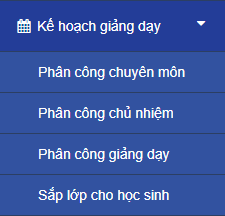 Kế hoạch giảng dạy
Phân công chuyên môn
Phân công chủ nhiệm
Phân công giảng dạy
Sắp lớp cho học sinh